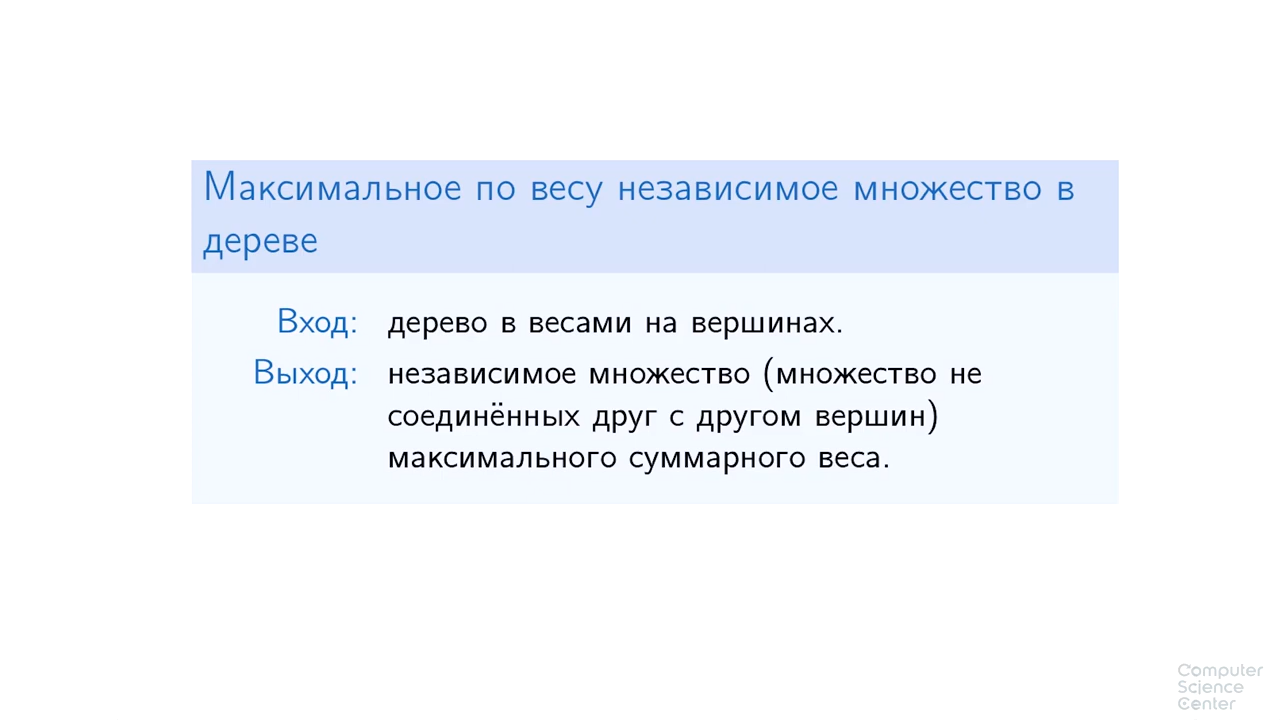 Максимальное по весу независимое множество в
дереве
Вход: дерево в весами на вершинах.
Выход: независимое множество (множество не
соединённых друг с другом вершин)
максимального суммарного веса.
Computer
Science
Center